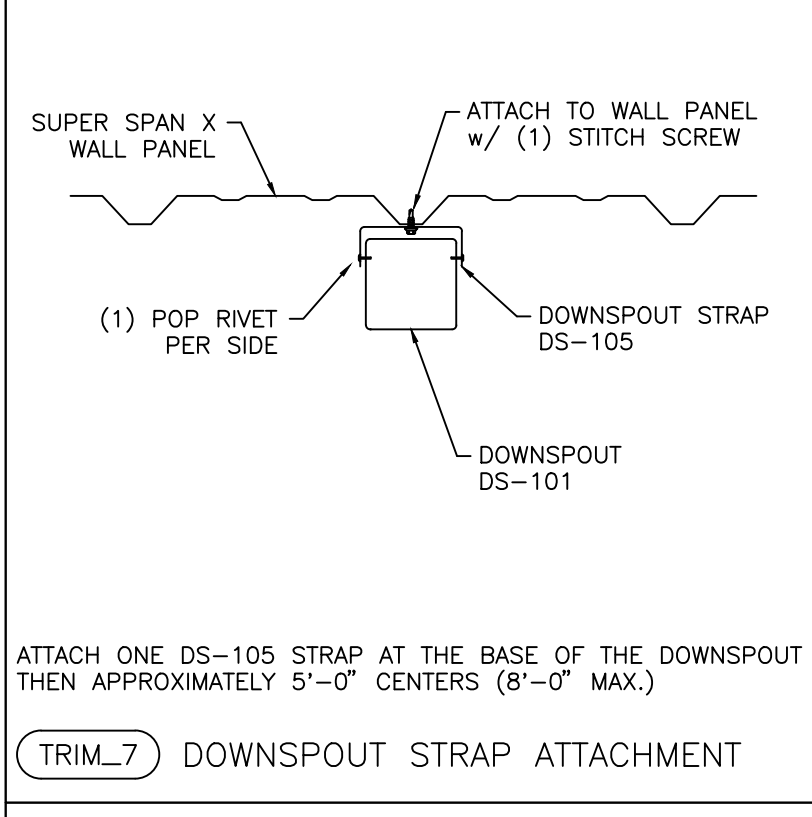 SUPER SPAN X
WALL PANEL
ATTACH TO WALL PANEL
w/ (1) STITCH SCREW
(1) POP RIVET
PER SIDE
DOWNSPOUT STRAP
DS-105
DOWNSPOUT
DS-101
ATTACH ONE DS-105 STRAP AT THE BASE OF THE DOWNSPOUT
THEN APPROXIMATELY 5'-0" CENTERS (8'-0" MAX.)
TRIM_7 DOWNSPOUT STRAP ATTACHMENT